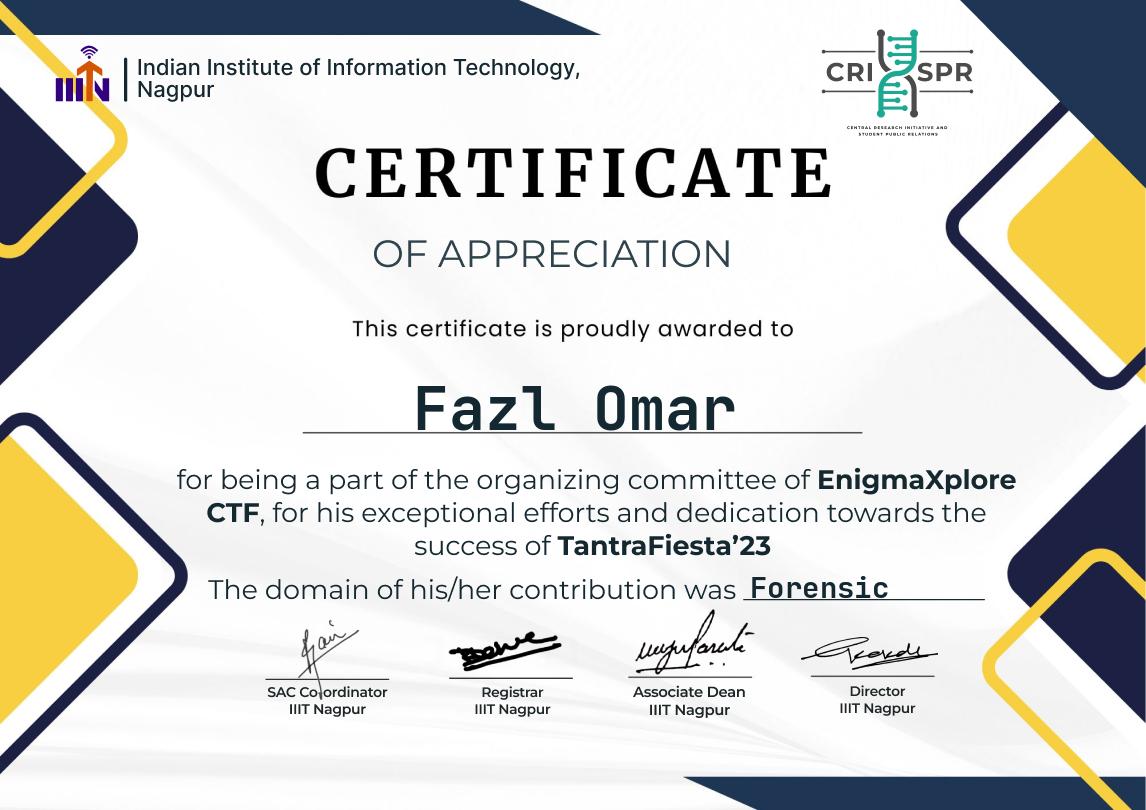 IIITN
Indian Institute of Information Technology,
Nagpur
CRISPR
CENTRAL RESEARCH INITIATIVE AND
STUDENT PUBLIC RELATIONS
CERTIFICATE
OF APPRECIATION
This certificate is proudly awarded to
Fazl Omar
for being a part of the organizing committee of EnigmaXplore
CTF, for his exceptional efforts and dedication towards the
success of TantraFiesta’23
The domain of his/her contribution was Forensic
SAC Coordinator
IIIT Nagpur
Registrar
IIIT Nagpur
Associate Dean
IIIT Nagpur
Director
IIIT Nagpur